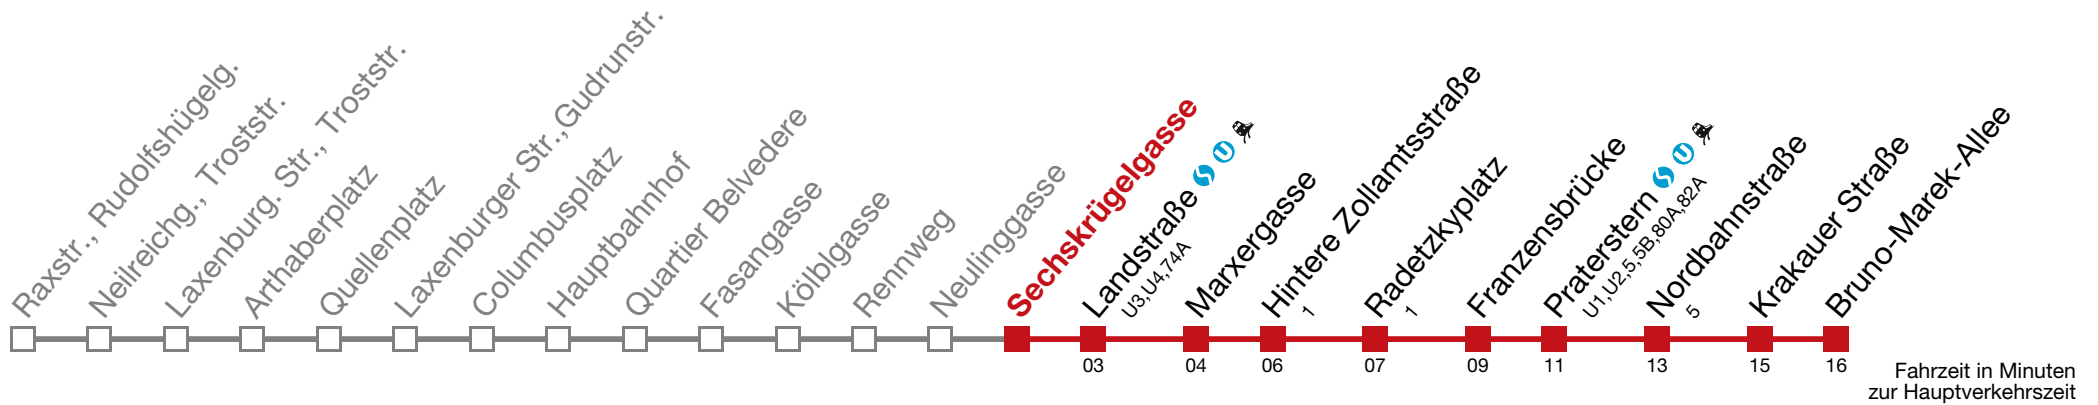 Raxstr., Rudolfshügelg.
Neilreichg., Troststr.
Laxenburg. Str., Troststr.
Arthaberplatz
Quellenplatz
Laxenburger Str.,Gudrunstr.
Columbusplatz
Hauptbahnhof
Quartier Belvedere
Fasangasse
Kölblgasse
Rennweg
Neulinggasse
Sechskrügelgasse
Landstraße S U
U3,U4,74A
Marxergasse
Hintere Zollamtsstraße
1
Radetzkyplatz
1
Franzensbrücke
Praterstern S U
U1,U2,5,5B,80A,82A
Nordbahnstraße
5
Krakauer Straße
Bruno-Marek-Allee
03 04 06 07 09 11 13 15 16
Fahrzeit in Minuten
zur Hauptverkehrszeit